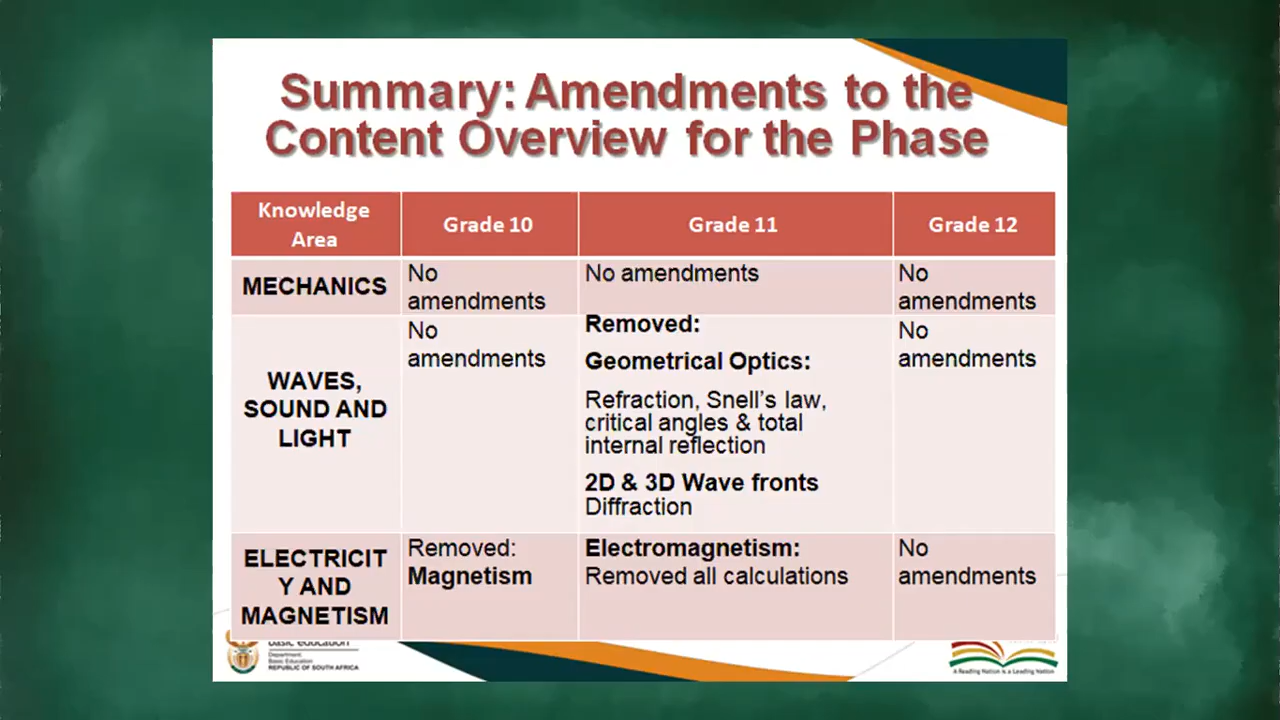 Summary: Amendments to the
Content Overview for the Phase
Knowledge
Area
Grade 10
Grade 11
Grade 12
MECHANICS
No
amendments
No amendments
No
amendments
WAVES,
SOUND AND
LIGHT
No
amendments
Removed:
Geometrical Optics:
Refraction, Snell's law,
critical angles & total
internal reflection
2D & 3D Wave fronts
Diffraction
No
amendments
ELECTRICIT
Y AND
MAGNETISM
Removed:
Magnetism
Electromagnetism:
Removed all calculations
No
amendments
basic education
Department:
Basic Education
REPUBLIC OF SOUTH AFRICA
A Reading Nation is a Leading Nation